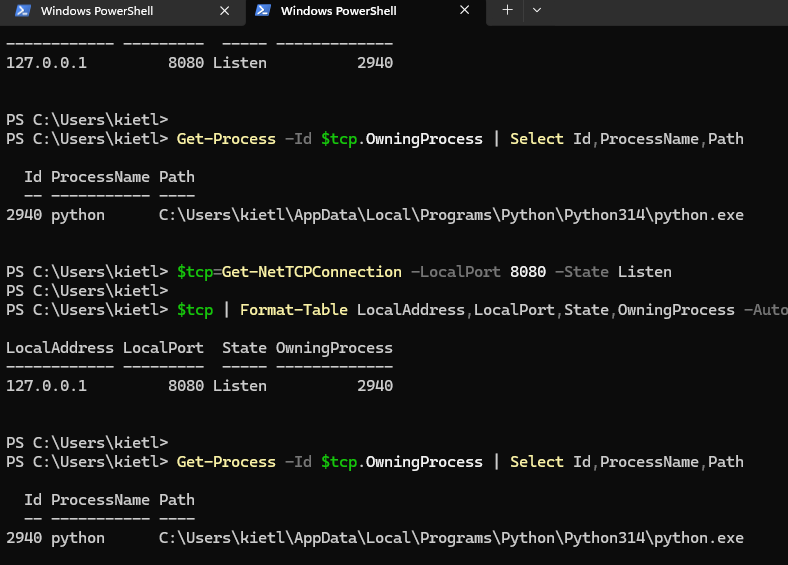 Windows PowerShell
Windows PowerShell
------------ --------- ----- -------------
127.0.0.1 8080 Listen 2940
PS C:\Users\kietl>
PS C:\Users\kietl> Get-Process -Id $tcp.OwningProcess | Select Id,ProcessName,Path
Id ProcessName Path
-- ----------- ----
2940 python C:\Users\kietl\AppData\Local\Programs\Python\Python314\python.exe
PS C:\Users\kietl> $tcp=Get-NetTCPConnection -LocalPort 8080 -State Listen
PS C:\Users\kietl>
PS C:\Users\kietl> $tcp | Format-Table LocalAddress,LocalPort,State,OwningProcess -Auto
LocalAddress LocalPort State OwningProcess
------------ --------- ----- -------------
127.0.0.1 8080 Listen 2940
PS C:\Users\kietl>
PS C:\Users\kietl> Get-Process -Id $tcp.OwningProcess | Select Id,ProcessName,Path
Id ProcessName Path
-- ----------- ----
2940 python C:\Users\kietl\AppData\Local\Programs\Python\Python314\python.exe